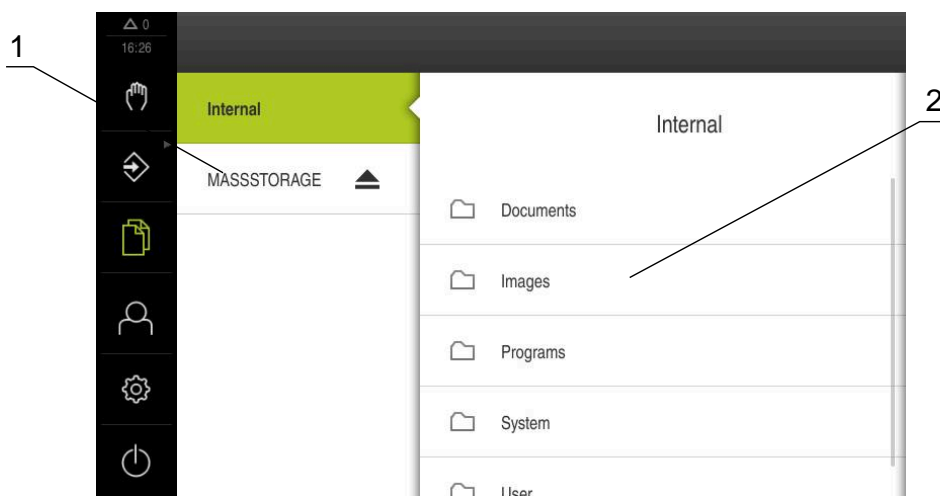 1
0
16:26
Internal
MASSSTORAGE
Internal
2
Documents
Images
Programs
System
User